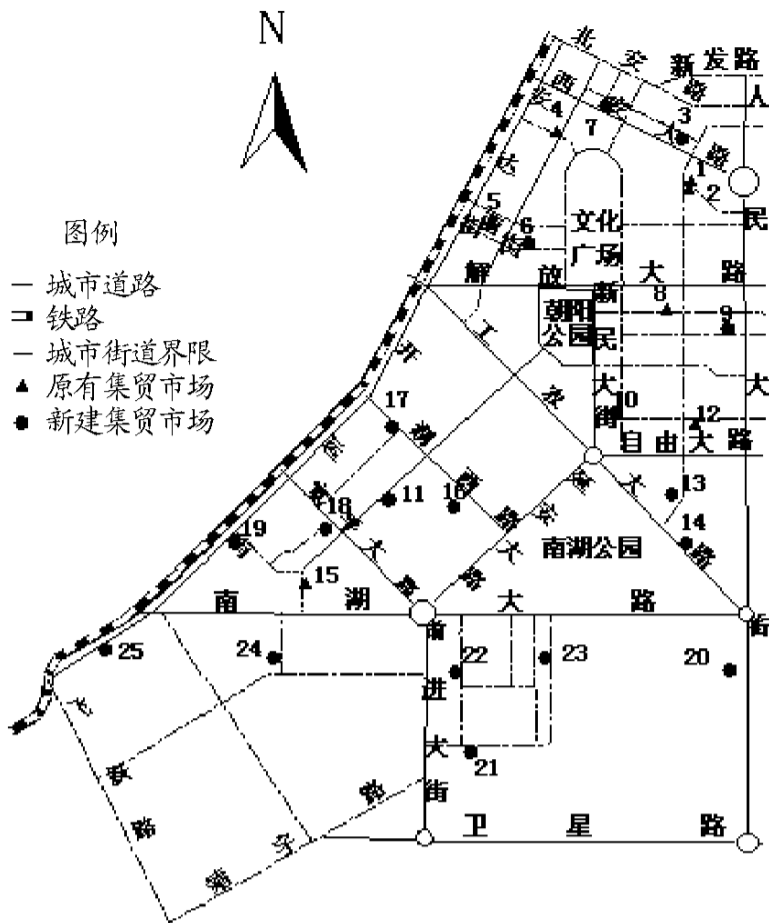 N
北安路
新发路
西安大路
人
3
4
7
1
2
达
5
6
文化
广场
民
解放大路
新民大街
朝阳
公园
8
9
工农大路
大
开
10
12
自由大路
17
11
16
13
18
19
14
15
南湖公园
南湖大路
街
前进大街
25
24
22
23
20
21
飞跃路
卫星路
图例
城市道路
铁路
城市街道界限
原有集贸市场
新建集贸市场